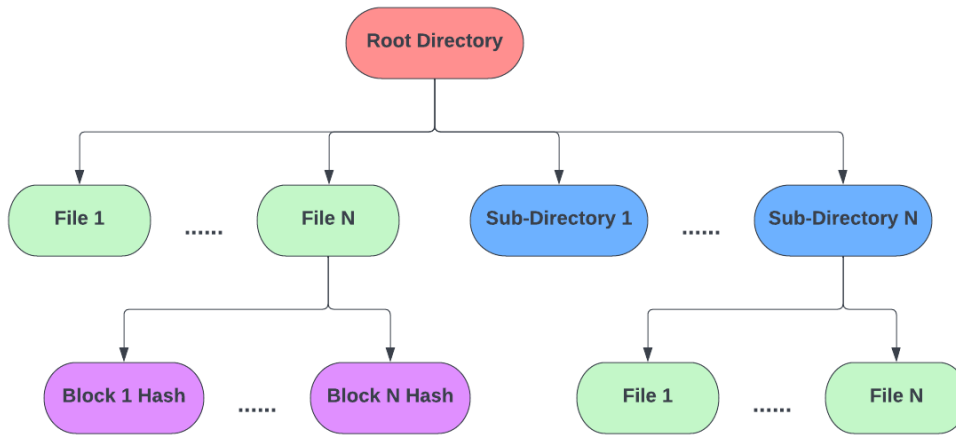 Root Directory
File 1
......
File N
Sub-Directory 1
......
Sub-Directory N
Block 1 Hash
......
Block N Hash
File 1
......
File N